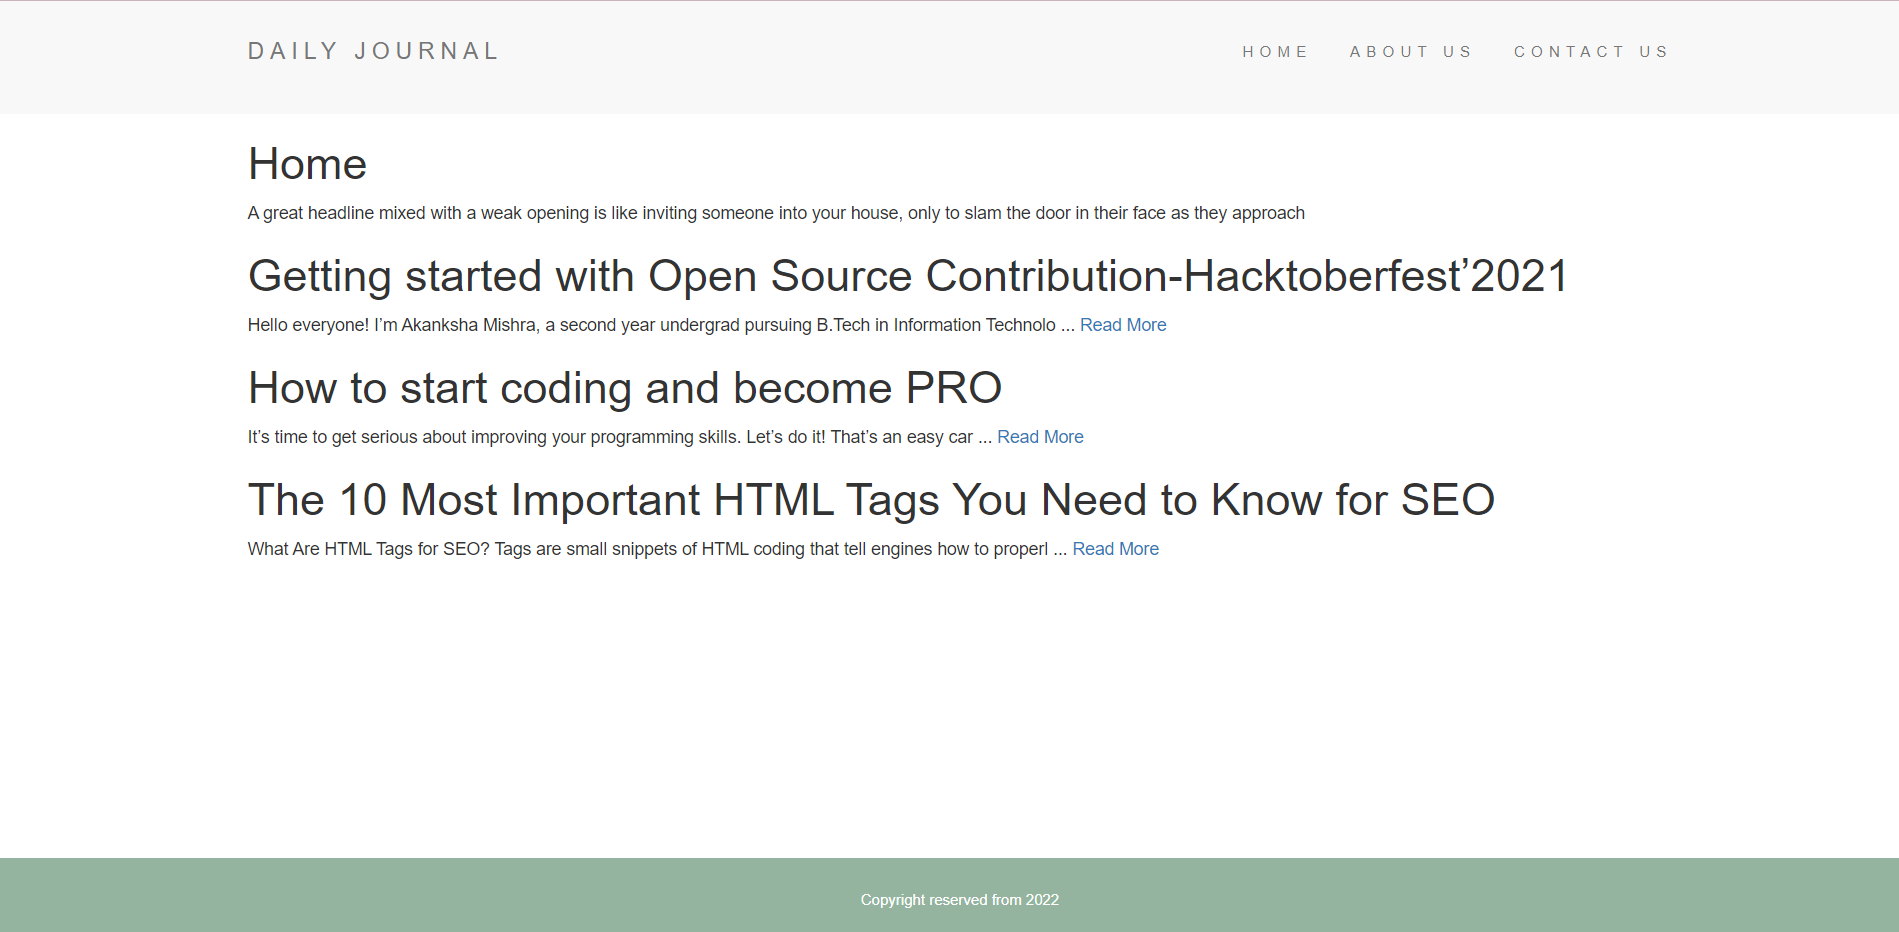 DAILY JOURNAL
HOME ABOUT US CONTACT US
Home
A great headline mixed with a weak opening is like inviting someone into your house, only to slam the door in their face as they approach
Getting started with Open Source Contribution-Hacktoberfest’2021
Hello everyone! I’m Akanksha Mishra, a second year undergrad pursuing B.Tech in Information Technolo ... Read More
How to start coding and become PRO
It’s time to get serious about improving your programming skills. Let’s do it! That’s an easy car ... Read More
The 10 Most Important HTML Tags You Need to Know for SEO
What Are HTML Tags for SEO? Tags are small snippets of HTML coding that tell engines how to properl ... Read More
Copyright reserved from 2022